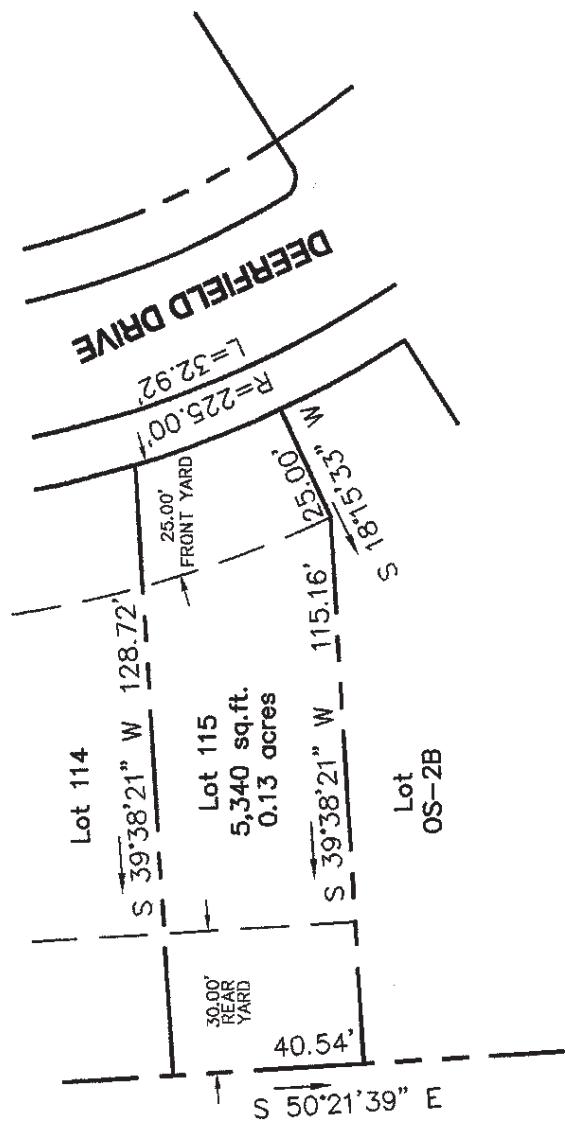 DEERFIELD DRIVE
L=32.92'
R=225.00'
25.00'
FRONT YARD
25.00'
S 18°15'33" W
128.72'
S 39°38'21" W
115.16'
S 39°38'21" W
Lot 114
Lot 115
5,340 sq.ft.
0.13 acres
Lot
OS-2B
30.00'
REAR
YARD
40.54'
S 50°21'39" E